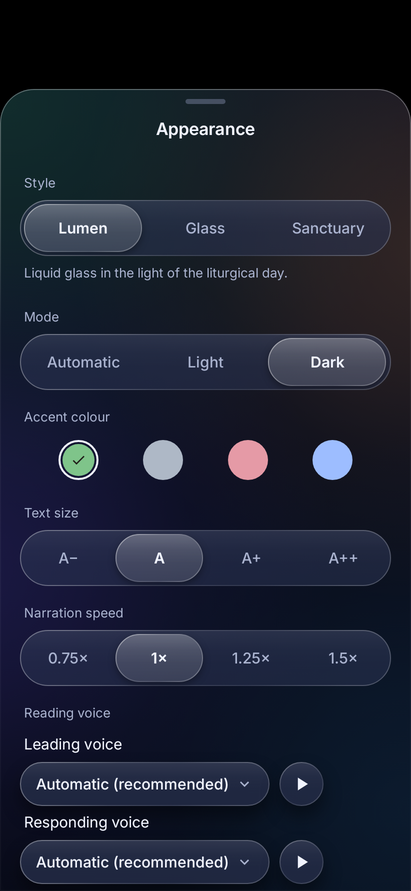 Appearance
Style
Lumen Glass Sanctuary
Liquid glass in the light of the liturgical day.
Mode
Automatic Light Dark
Accent colour
Text size
A− A A+ A++
Narration speed
0.75× 1× 1.25× 1.5×
Reading voice
Leading voice
Automatic (recommended)
Responding voice
Automatic (recommended)